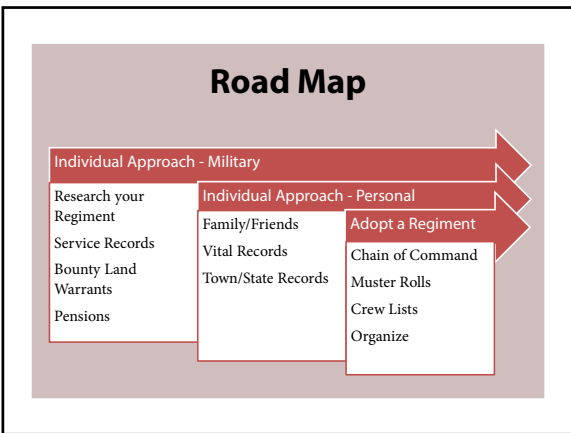 Road Map
Individual Approach - Military
Research your
Regiment
Service Records
Bounty Land
Warrants
Pensions
Individual Approach - Personal
Family/Friends
Vital Records
Town/State Records
Adopt a Regiment
Chain of Command
Muster Rolls
Crew Lists
Organize